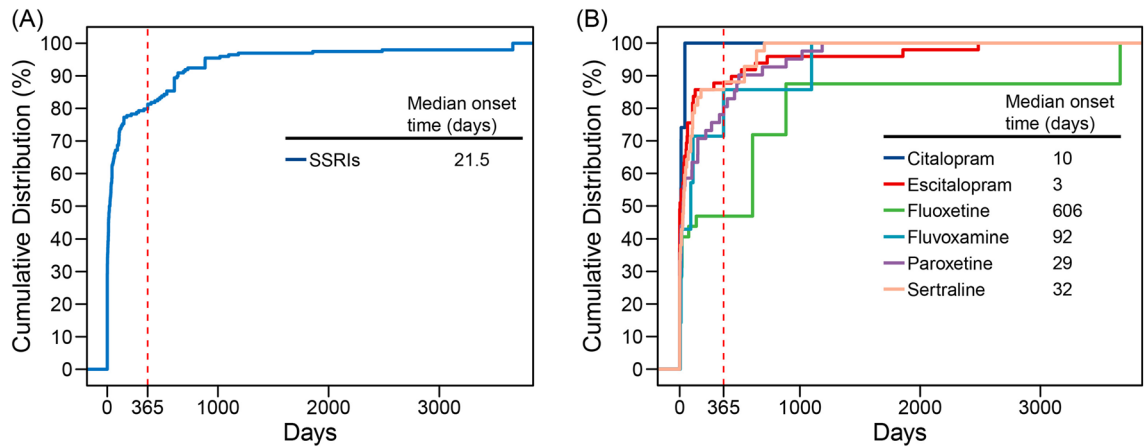 (A)
Cumulative Distribution (%)
100
90
80
70
60
50
40
30
20
10
0
Median onset
time (days)
SSRIs 21.5
0 365 1000 2000 3000
Days
(B)
Cumulative Distribution (%)
100
90
80
70
60
50
40
30
20
10
0
Median onset
time (days)
Citalopram 10
Escitalopram 3
Fluoxetine 606
Fluvoxamine 92
Paroxetine 29
Sertraline 32
0 365 1000 2000 3000
Days